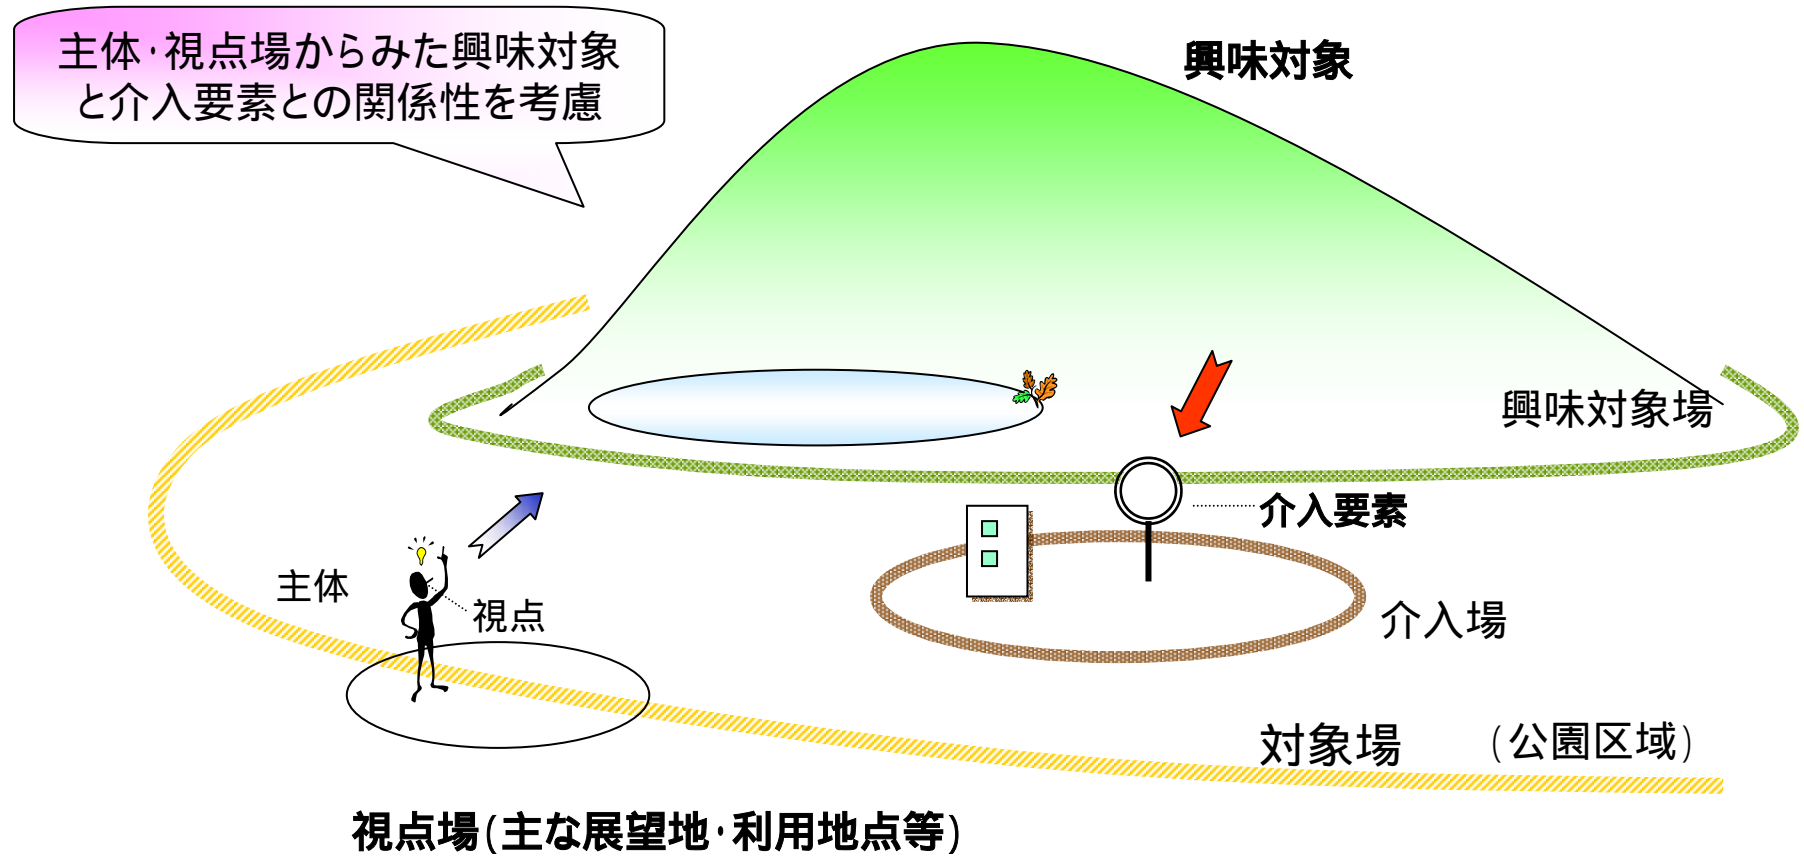 主体・視点場からみた興味対象
と介入要素との関係性を考慮
興味対象
興味対象場
介入要素
主体
視点
介入場
対象場 (公園区域)
視点場(主な展望地・利用地点等)